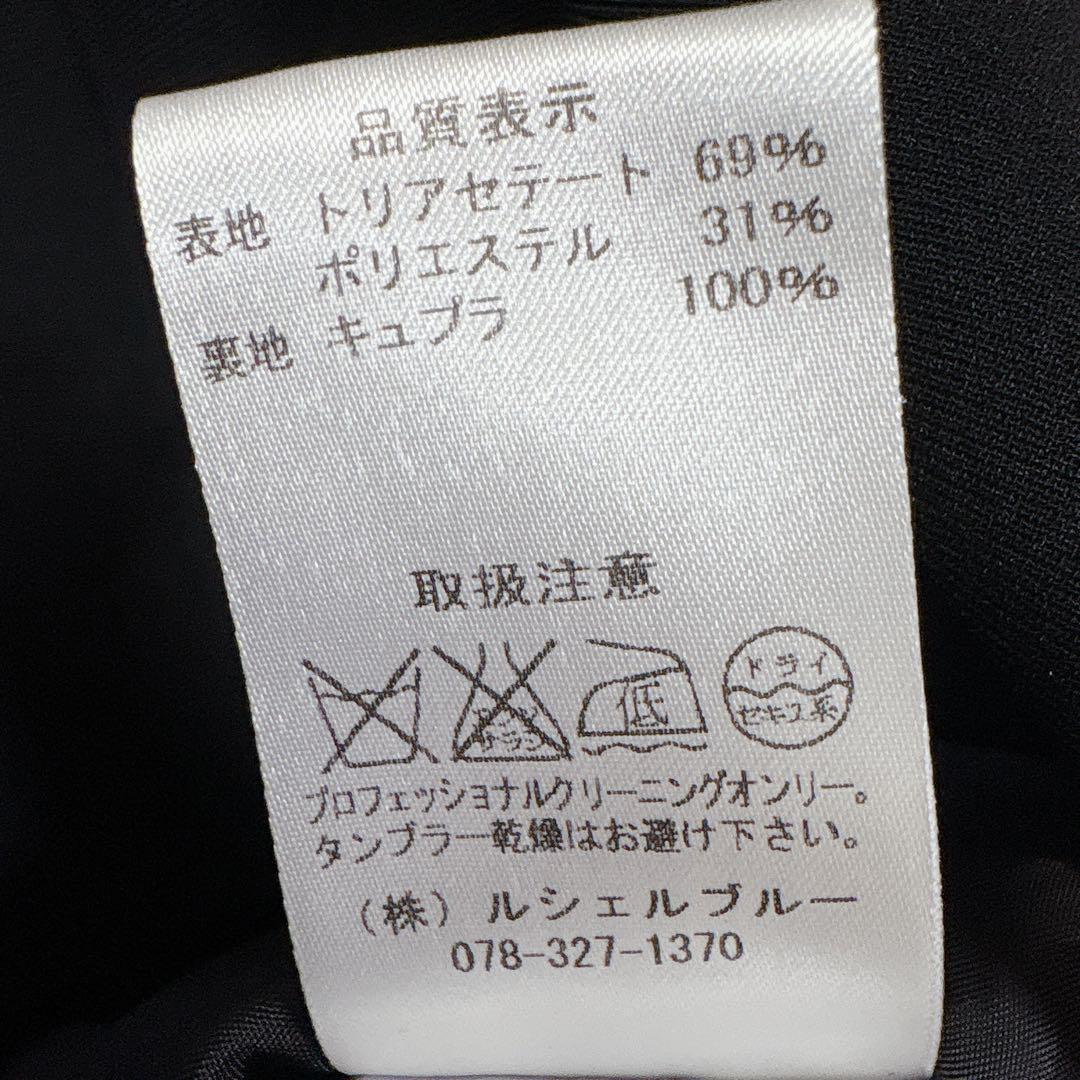 品質表示
表地 トリアセテート 69%
ポリエステル 31%
裏地 キュプラ 100%
取扱注意
低
ドライ
セキユ系
プロフェッショナルクリーニングオンリー。
タンブラー乾燥はお避け下さい。
(株) ルシェルブルー
078-327-1370